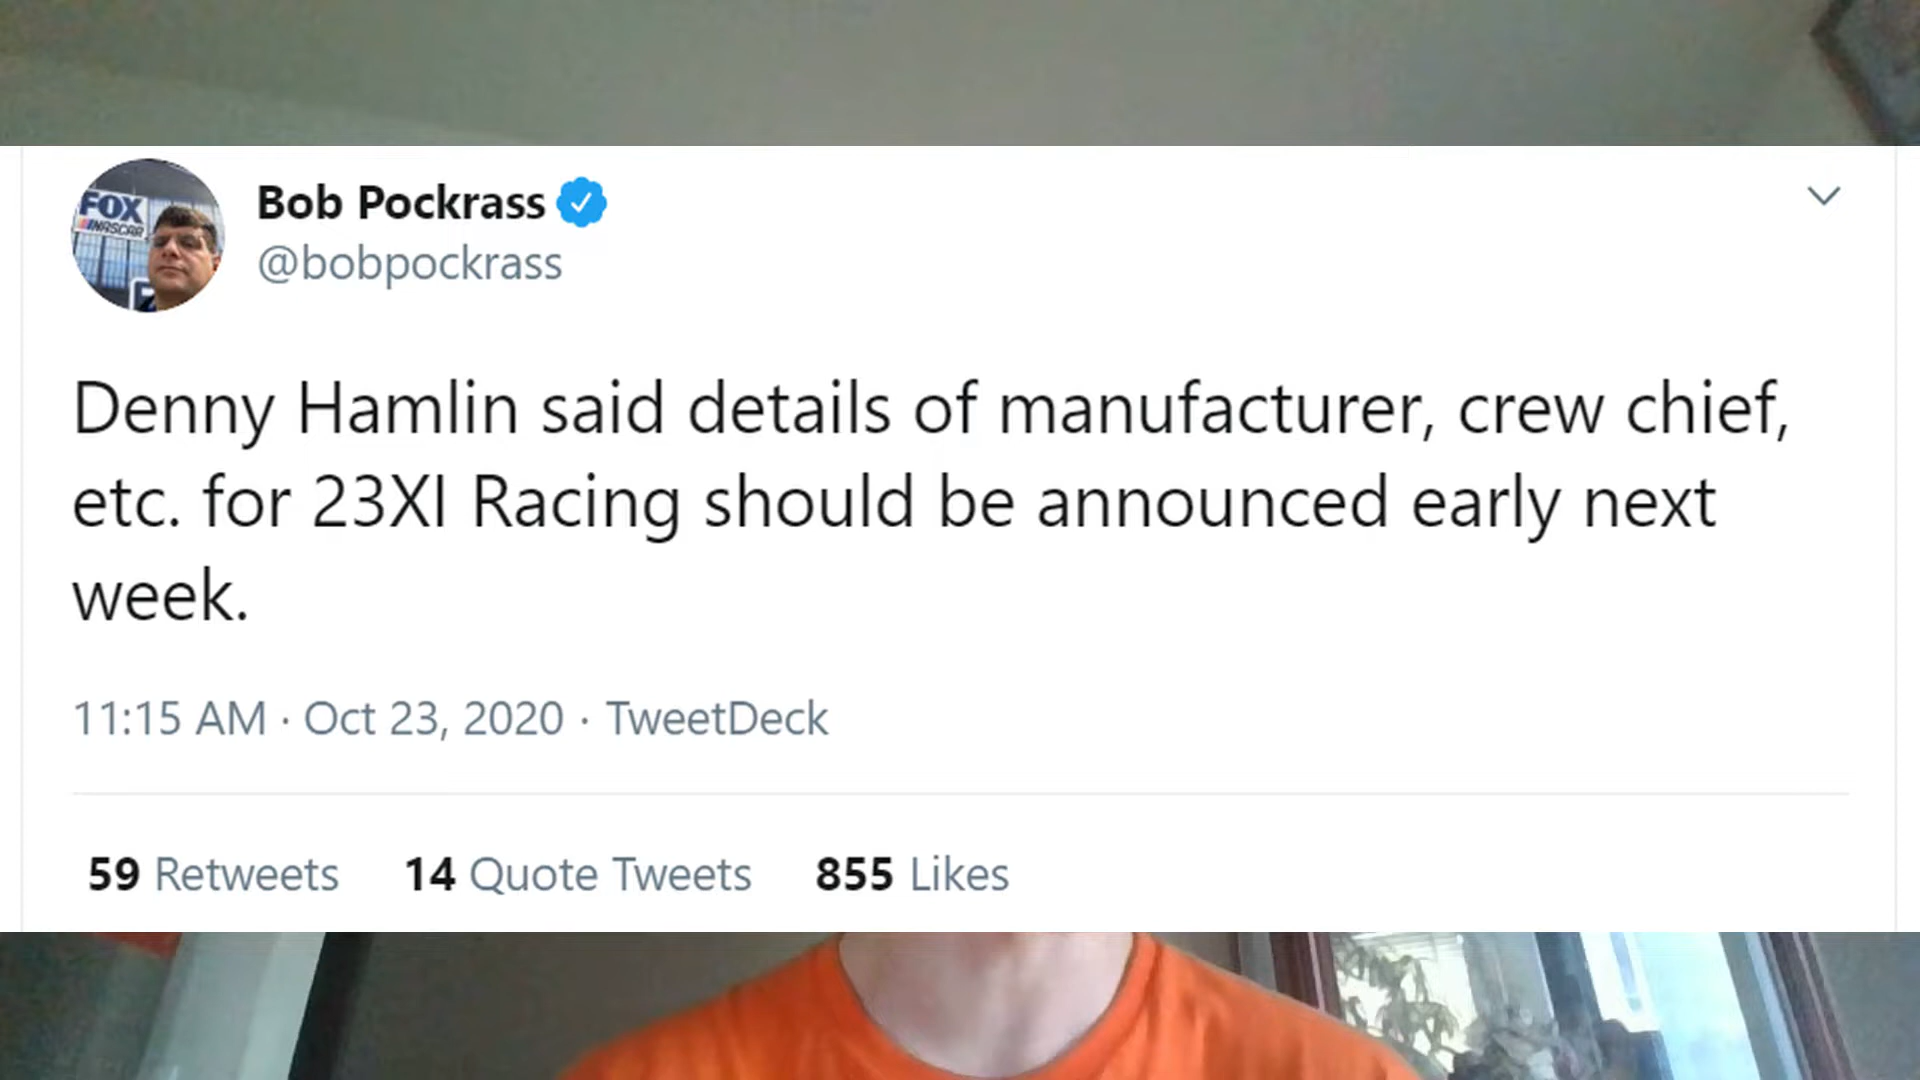 FOX
NASCAR
Bob Pockrass
@bobpockrass
Denny Hamlin said details of manufacturer, crew chief,
etc. for 23XI Racing should be announced early next
week.
11:15 AM · Oct 23, 2020 · TweetDeck
59 Retweets 14 Quote Tweets 855 Likes